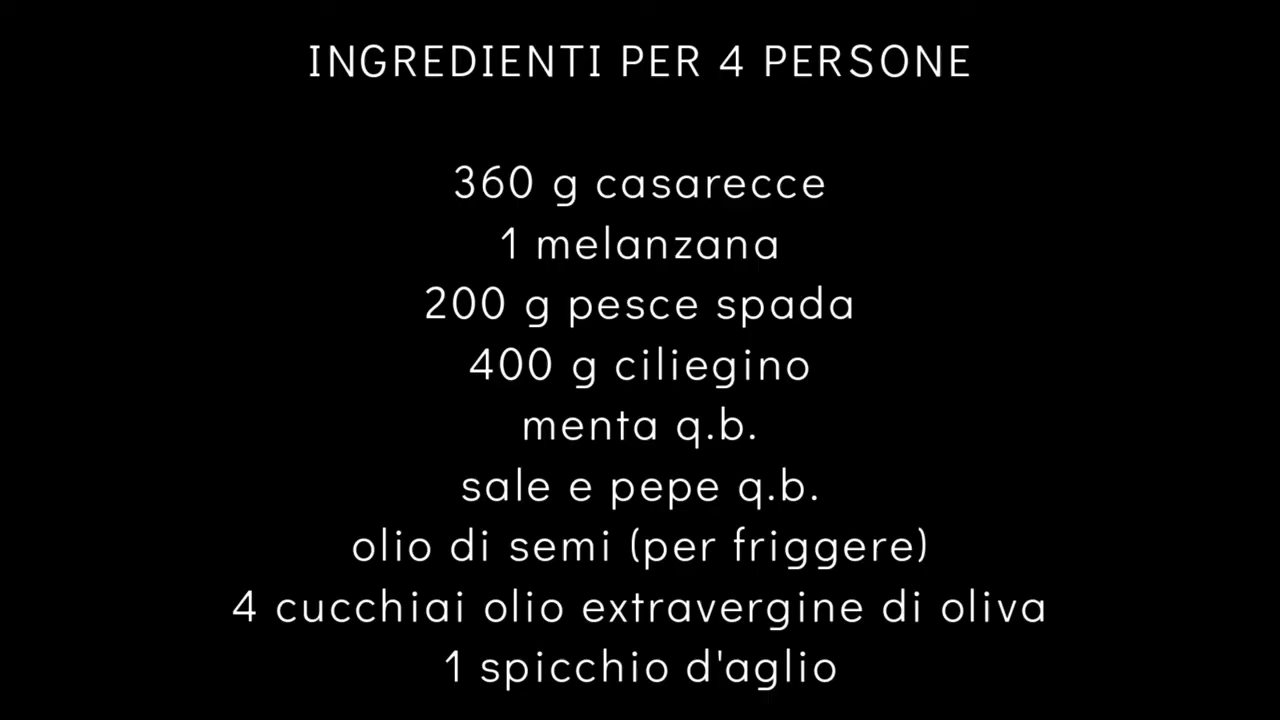 INGREDIENTI PER 4 PERSONE
360 g casarecce
1 melanzana
200 g pesce spada
400 g ciliegino
menta q.b.
sale e pepe q.b.
olio di semi (per friggere)
4 cucchiai olio extravergine di oliva
1 spicchio d'aglio